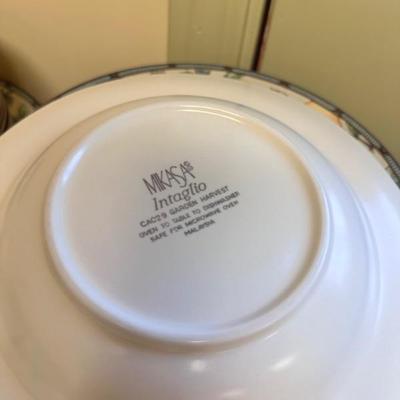 MIKASA®
Intaglio
CAC29 GARDEN HARVEST
OVEN TO TABLE TO DISHWASHER
SAFE FOR MICROWAVE OVEN
MALAYSIA